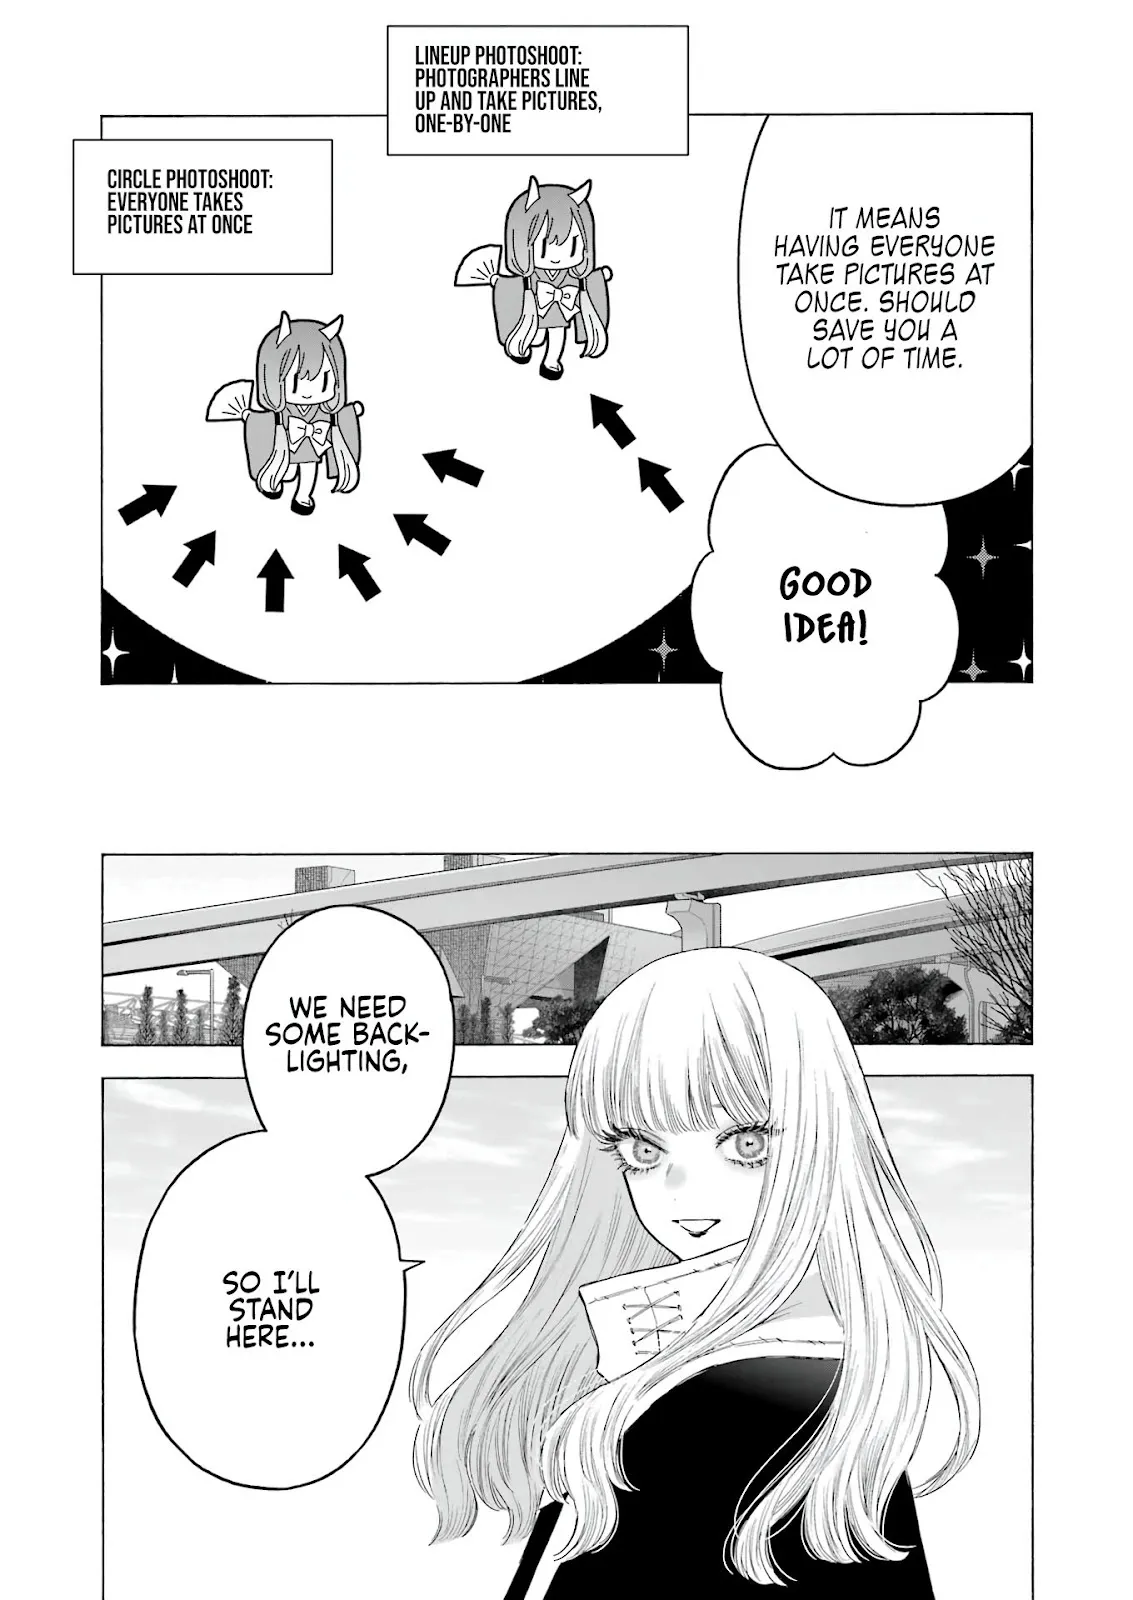 IT MEANS
HAVING EVERYONE
TAKE PICTURES AT
ONCE. SHOULD
SAVE YOU A
LOT OF TIME.
LINEUP PHOTOSHOOT:
PHOTOGRAPHERS LINE
UP AND TAKE PICTURES,
ONE-BY-ONE
CIRCLE PHOTOSHOOT:
EVERYONE TAKES
PICTURES AT ONCE
GOOD
IDEA!
WE NEED
SOME BACK-
LIGHTING,
SO I'LL
STAND
HERE...